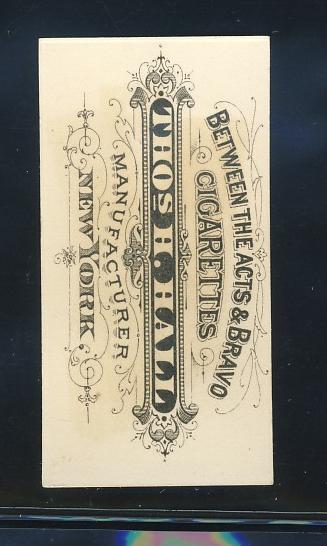 BETWEEN THE ACTS & BRAVO
CIGARETTES
THOS. H. HALL
MANUFACTURER
NEW YORK